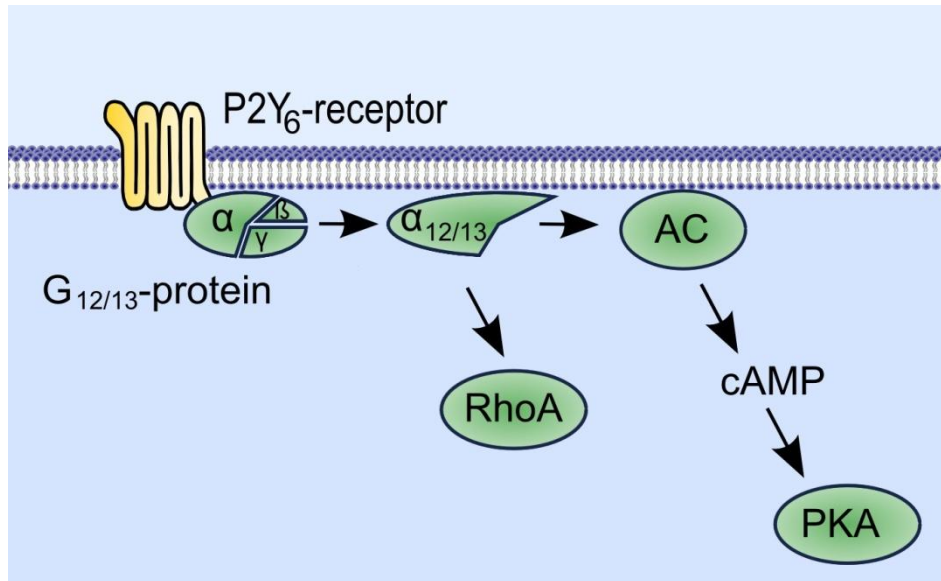 P2Y₆-receptor
α
ß
γ
α₁₂/₁₃
AC
G₁₂/₁₃-protein
cAMP
RhoA
PKA